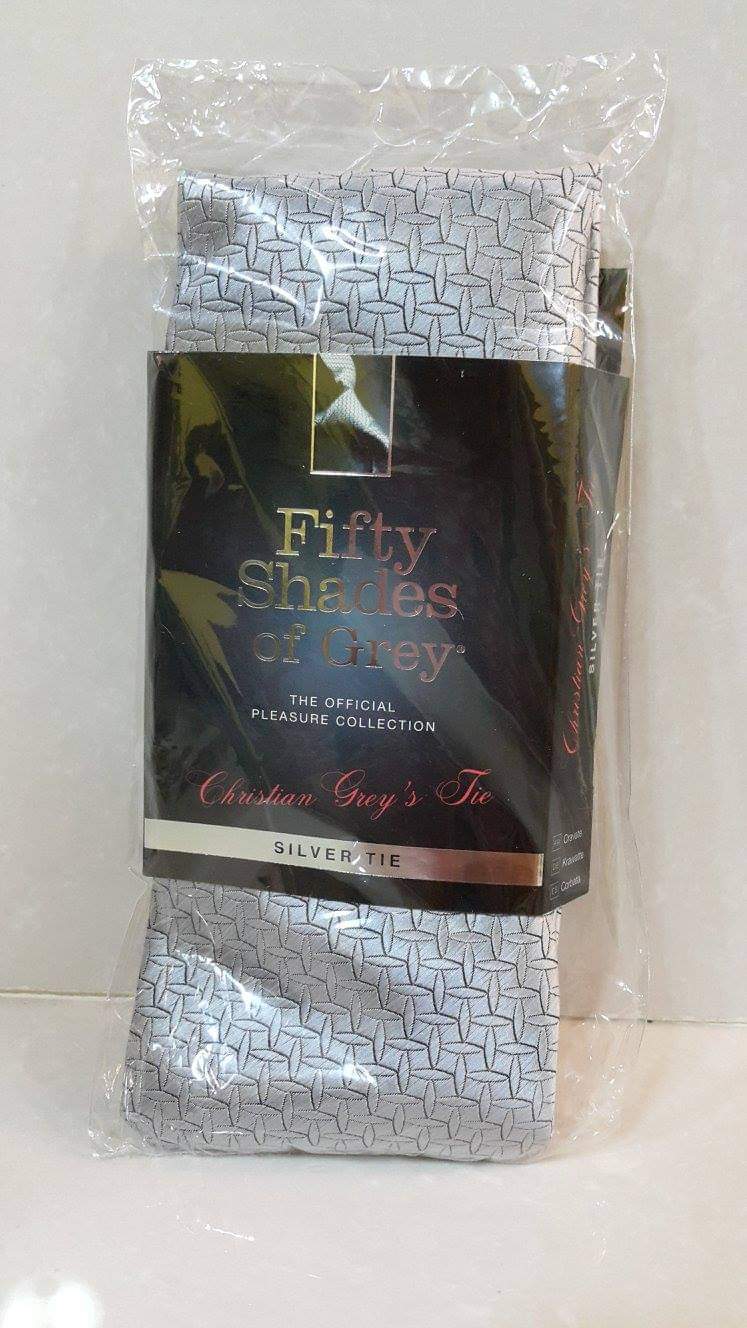 Fifty
Shades
of Grey®
THE OFFICIAL
PLEASURE COLLECTION
Christian Grey's Tie
SILVER TIE
Christian Grey's T
SILVER TIE
Cravate
Krawatte
Corbata